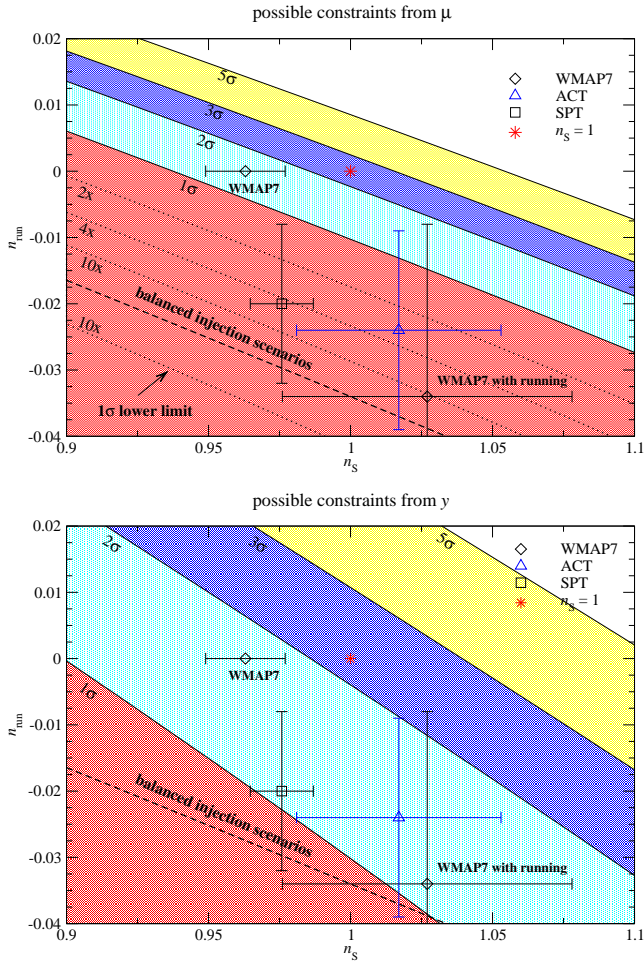 possible constraints from μ
0.02
5σ
WMAP7
ACT
SPT
n_S = 1
0.01
3σ
2σ
0
WMAP7
1σ
2x
n_run
-0.01
4x
10x
-0.02
balanced injection scenarios
10x
-0.03
WMAP7 with running
1σ lower limit
-0.04
0.9 0.95 1 1.05 1.1
n_S
possible constraints from y
0.02
2σ
3σ
5σ
WMAP7
ACT
SPT
n_S = 1
0.01
0
WMAP7
1σ
n_run
-0.01
-0.02
balanced injection scenarios
-0.03
WMAP7 with running
-0.04
0.9 0.95 1 1.05 1.1
n_S